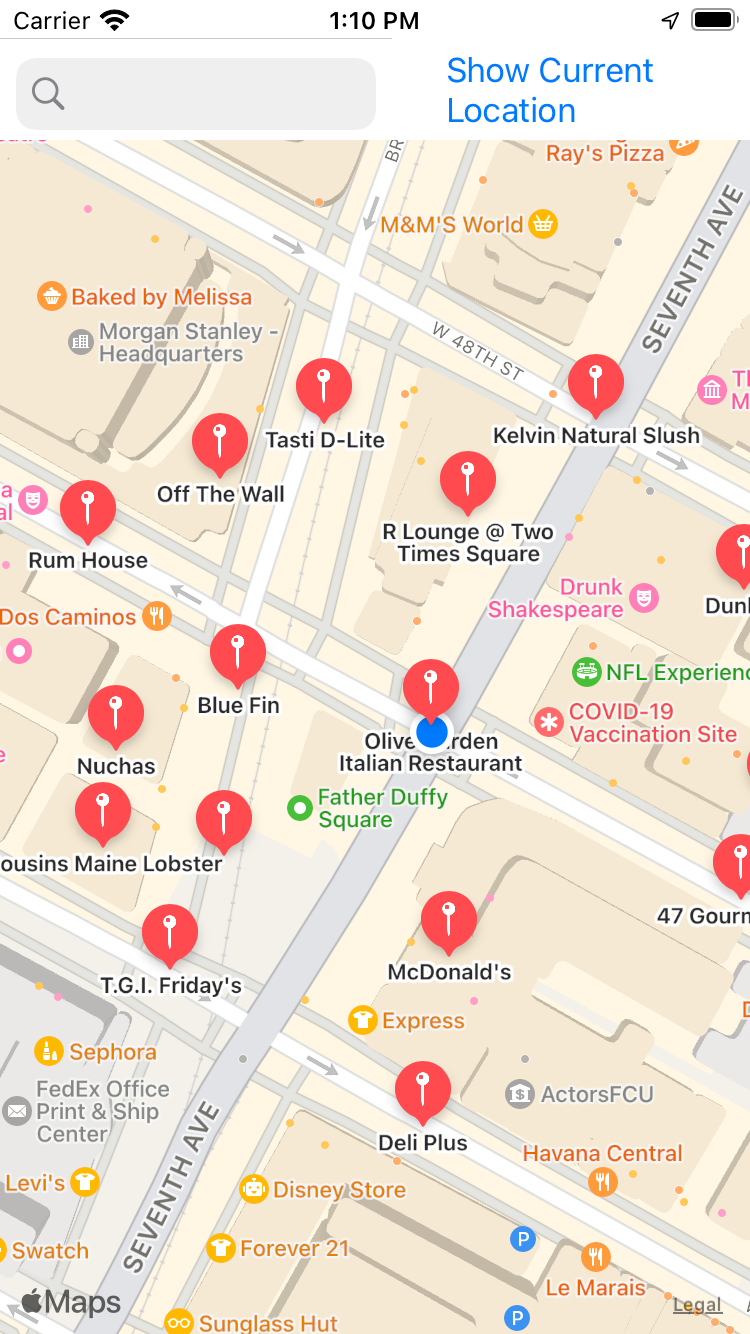 Carrier
1:10 PM
Show Current
Location
Ray's Pizza
BR
M&M'S World
SEVENTH AVE
Baked by Melissa
Morgan Stanley -
Headquarters
W 48TH ST
Tasti D-Lite
Kelvin Natural Slush
Off The Wall
R Lounge @ Two
Times Square
Rum House
Drunk
Shakespeare
Dos Caminos
NFL Experienc
Blue Fin
COVID-19
Vaccination Site
Olive rden
Italian Restaurant
Nuchas
Father Duffy
Square
ousins Maine Lobster
47 Gourm
McDonald's
T.G.I. Friday's
Express
Sephora
FedEx Office
Print & Ship
Center
ActorsFCU
Deli Plus
SEVENTH AVE
Havana Central
Levi's
Disney Store
P
Swatch
Forever 21
Le Marais
Maps
Legal
Sunglass Hut
P